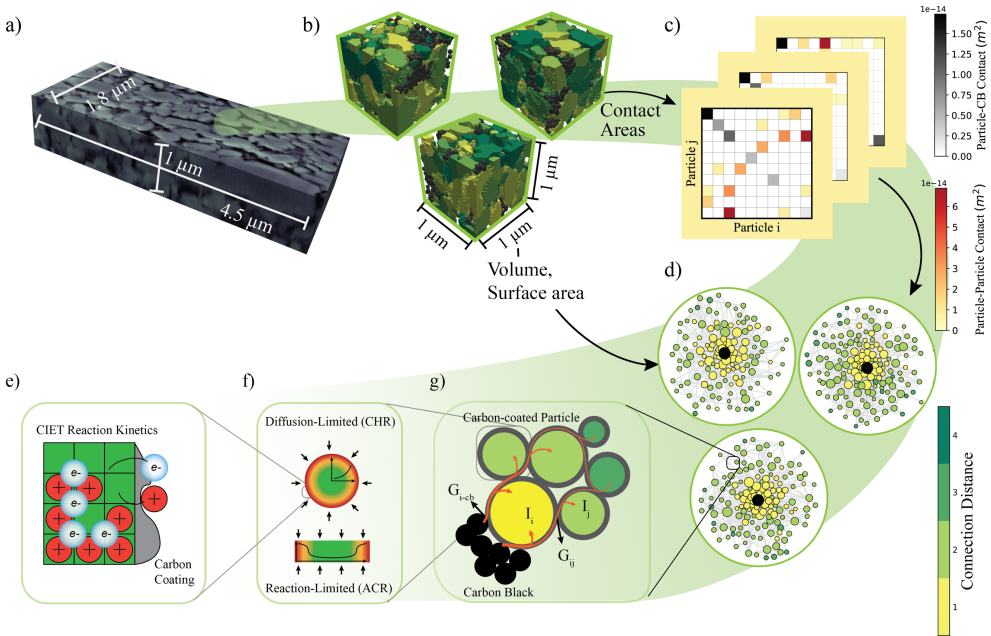 a)
1.8 μm
1 μm
4.5 μm
b)
1 μm
1 μm
1 μm
Contact
Areas
Volume,
Surface area
c)
Particle j
Particle i
1e−14
1.50
1.25
1.00
0.75
0.50
0.25
0.00
Particle-CB Contact (m²)
1e−14
6
5
4
3
2
1
0
Particle-Particle Contact (m²)
d)
e)
CIET Reaction Kinetics
e-
e-
e-
e-
e-
+
+
+
+
+
+
+
Carbon
Coating
f)
Diffusion-Limited (CHR)
Reaction-Limited (ACR)
g)
Carbon-coated Particle
G_i-cb
I_i
I_j
G_ij
Carbon Black
4
3
2
1
Connection Distance